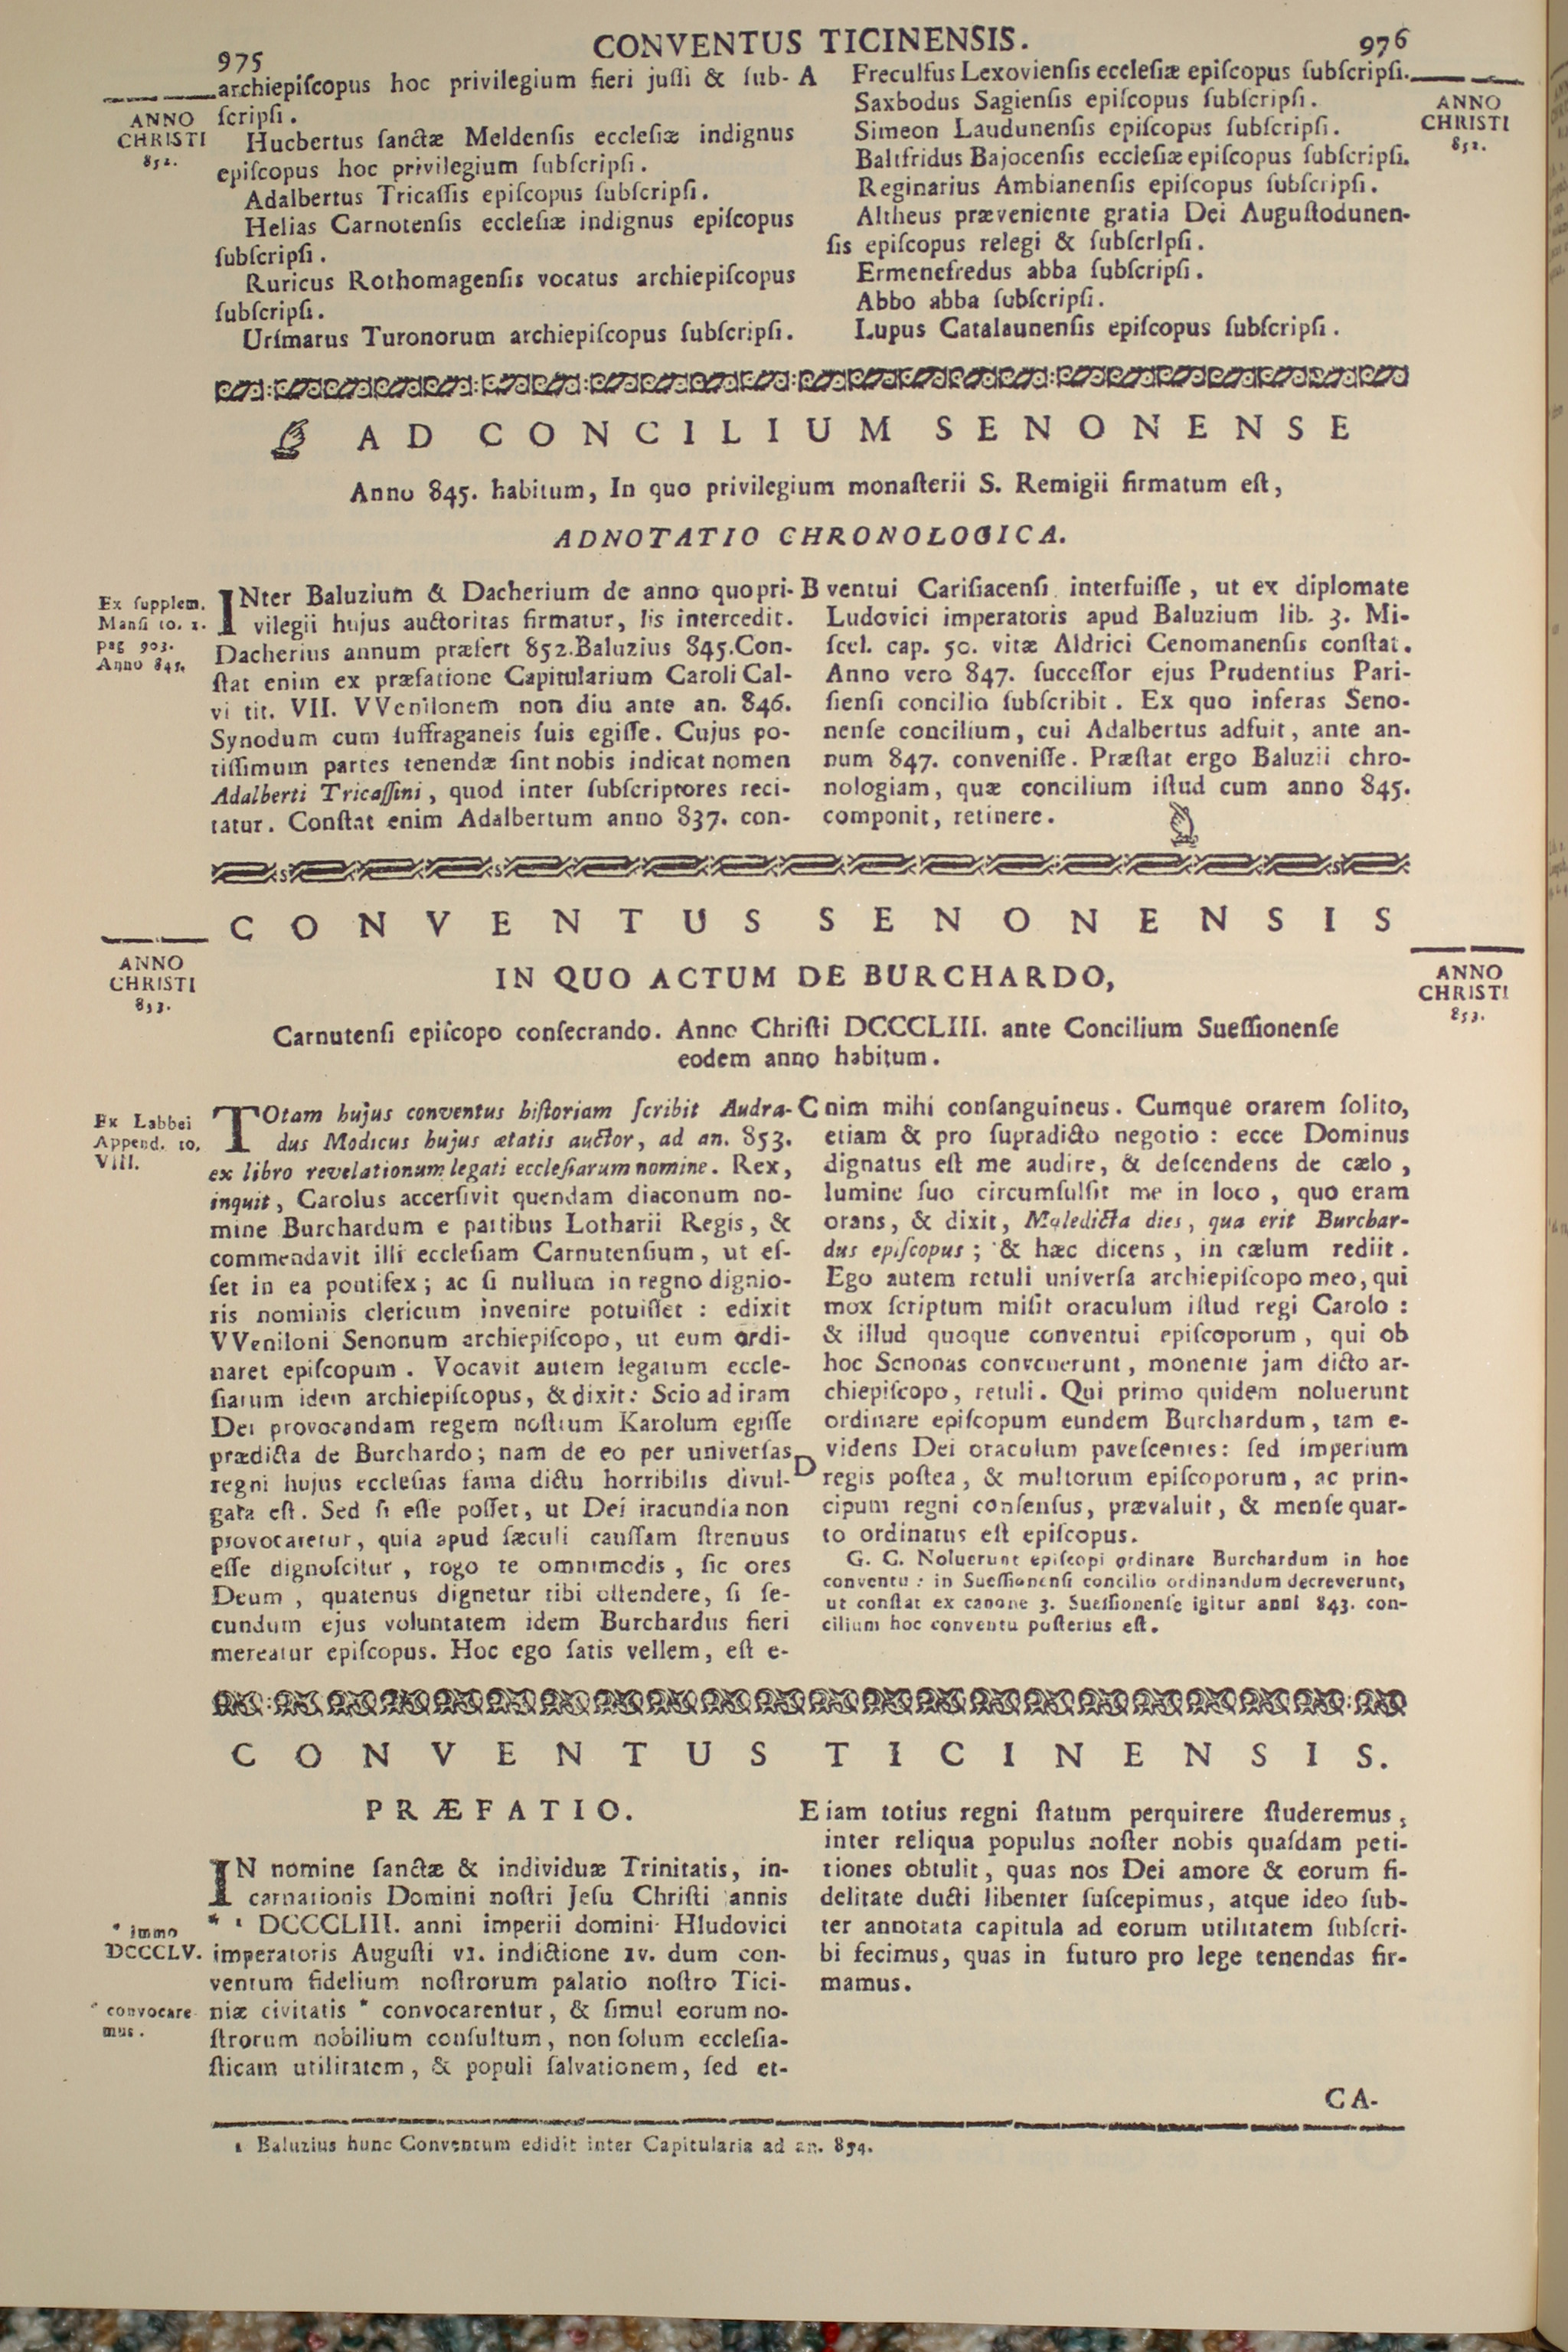 975
CONVENTUS TICINENSIS.
976
archiepiſcopus hoc privilegium fieri juſſi & ſub-
ſcripſi.
ANNO
CHRISTI
852.
Hucbertus ſanctæ Meldenſis eccleſiæ indignus
epiſcopus hoc privilegium ſubſcripſi.
Adalbertus Tricaſſis epiſcopus ſubſcripſi.
Helias Carnotenſis eccleſiæ indignus epiſcopus
ſubſcripſi.
Ruricus Rothomagenſis vocatus archiepiſcopus
ſubſcripſi.
Urſmarus Turonorum archiepiſcopus ſubſcripſi.
A
Freculfus Lexovienſis eccleſiæ epiſcopus ſubſcripſi.
Saxbodus Sagienſis epiſcopus ſubſcripſi.
Simeon Laudunenſis epiſcopus ſubſcripſi.
Baltfridus Bajocenſis eccleſiæ epiſcopus ſubſcripſi.
Reginarius Ambianenſis epiſcopus ſubſcripſi.
Altheus præveniente gratia Dei Auguſtodunen-
ſis epiſcopus relegi & ſubſcrIpſi.
Ermenefredus abba ſubſcripſi.
Abbo abba ſubſcripſi.
Lupus Catalaunenſis epiſcopus ſubſcripſi.
ANNO
CHRISTI
852.
AD CONCILIUM SENONENSE
Anno 845. habitum, In quo privilegium monaſterii S. Remigii firmatum eſt,
ADNOTATIO CHRONOLOGICA.
Ex ſupplem.
Manſi to. 1.
pag 903.
Anno 845.
INter Baluzium & Dacherium de anno quo pri-
vilegii hujus auctoritas firmatur, lis intercedit.
Dacherius annum præfert 852. Baluzius 845. Con-
ſtat enim ex præfatione Capitularium Caroli Cal-
vi tit. VII. VVenilonem non diu ante an. 846.
Synodum cum ſuffraganeis ſuis egiſſe. Cujus po-
tiſſimum partes tenendæ ſint nobis indicat nomen
Adalberti Tricaſſini, quod inter ſubſcriptores reci-
tatur. Conſtat enim Adalbertum anno 837. con-
B
ventui Cariſiacenſi interfuiſſe, ut ex diplomate
Ludovici imperatoris apud Baluzium lib. 3. Mi-
ſcel. cap. 50. vitæ Aldrici Cenomanenſis conſtat.
Anno vero 847. ſucceſſor ejus Prudentius Pari-
ſienſi concilio ſubſcribit. Ex quo inferas Seno-
nenſe concilium, cui Adalbertus adfuit, ante an-
num 847. conveniſſe. Præſtat ergo Baluzii chro-
nologiam, quæ concilium iſtud cum anno 845.
componit, retinere.
CONVENTUS SENONENSIS
ANNO
CHRISTI
853.
IN QUO ACTUM DE BURCHARDO,
ANNO
CHRISTI
853.
Carnutenſi epiſcopo conſecrando. Anno Chriſti DCCCLIII. ante Concilium Sueſſionenſe
eodem anno habitum.
Ex Labbei
Append. to.
VIII.
TOtam hujus conventus hiſtoriam ſcribit Audra-
dus Modicus hujus ætatis auctor, ad an. 853.
ex libro revelationum legati eccleſiarum nomine. Rex,
inquit, Carolus accerſivit quendam diaconum no-
mine Burchardum e partibus Lotharii Regis, &
commendavit illi eccleſiam Carnutenſium, ut eſ-
ſet in ea pontifex; ac ſi nullum in regno dignio-
ris nominis clericum invenire potuiſſet: edixit
VVeniloni Senonum archiepiſcopo, ut eum ordi-
naret epiſcopum. Vocavit autem legatum eccle-
ſiarum idem archiepiſcopus, & dixit: Scio ad iram
Dei provocandam regem noſtrum Karolum egiſſe
prædicta de Burchardo; nam de eo per univerſas
regni hujus eccleſias fama dictu horribilis divul-
gata eſt. Sed ſi eſſe poſſet, ut Dei iracundia non
provocaretur, quia apud ſæculi cauſſam ſtrenuus
eſſe dignoſcitur, rogo te omnimodis, ſic ores
Deum, quatenus dignetur tibi oſtendere, ſi ſe-
cundum ejus voluntatem idem Burchardus fieri
mereatur epiſcopus. Hoc ego ſatis vellem, eſt e-
C
nim mihi conſanguineus. Cumque orarem ſolito,
etiam & pro ſupradicto negotio: ecce Dominus
dignatus eſt me audire, & deſcendens de cælo,
lumine ſuo circumfulſit me in loco, quo eram
orans, & dixit, Maledicta dies, qua erit Burchar-
dus epiſcopus; & hæc dicens, in cælum rediit.
Ego autem retuli univerſa archiepiſcopo meo, qui
mox ſcriptum miſit oraculum iſtud regi Carolo:
& illud quoque conventui epiſcoporum, qui ob
hoc Senonas convenerunt, monente jam dicto ar-
chiepiſcopo, retuli. Qui primo quidem noluerunt
ordinare epiſcopum eundem Burchardum, tam e-
videns Dei oraculum paveſcentes: ſed imperium
D
regis poſtea, & multorum epiſcoporum, ac prin-
cipum regni conſenſus, prævaluit, & menſe quar-
to ordinatus eſt epiſcopus.
G. C. Noluerunt epiſcopi ordinare Burchardum in hoc
conventu: in Sueſſionenſi concilio ordinandum decreverunt,
ut conſtat ex canone 3. Sueſſionenſe igitur anni 843. con-
cilium hoc conventu poſterius eſt.
CONVENTUS TICINENSIS.
PRÆFATIO.
IN nomine ſanctæ & individuæ Trinitatis, in-
carnationis Domini noſtri Jeſu Chriſti annis
* 1 DCCCLIII. anni imperii domini Hludovici
imperatoris Auguſti VI. indictione IV. dum con-
ventum fidelium noſtrorum palatio noſtro Tici-
niæ civitatis * convocarentur, & ſimul eorum no-
ſtrorum nobilium conſultum, non ſolum eccleſia-
ſticam utilitatem, & populi ſalvationem, ſed et-
* immo
DCCCLV.
* convocare-
mus.
E
iam totius regni ſtatum perquirere ſtuderemus,
inter reliqua populus noſter nobis quaſdam peti-
tiones obtulit, quas nos Dei amore & eorum fi-
delitate ducti libenter ſuſcepimus, atque ideo ſub-
ter annotata capitula ad eorum utilitatem ſubſcri-
bi fecimus, quas in futuro pro lege tenendas fir-
mamus.
CA-
1 Baluzius hunc Conventum edidit inter Capitularia ad an. 854.